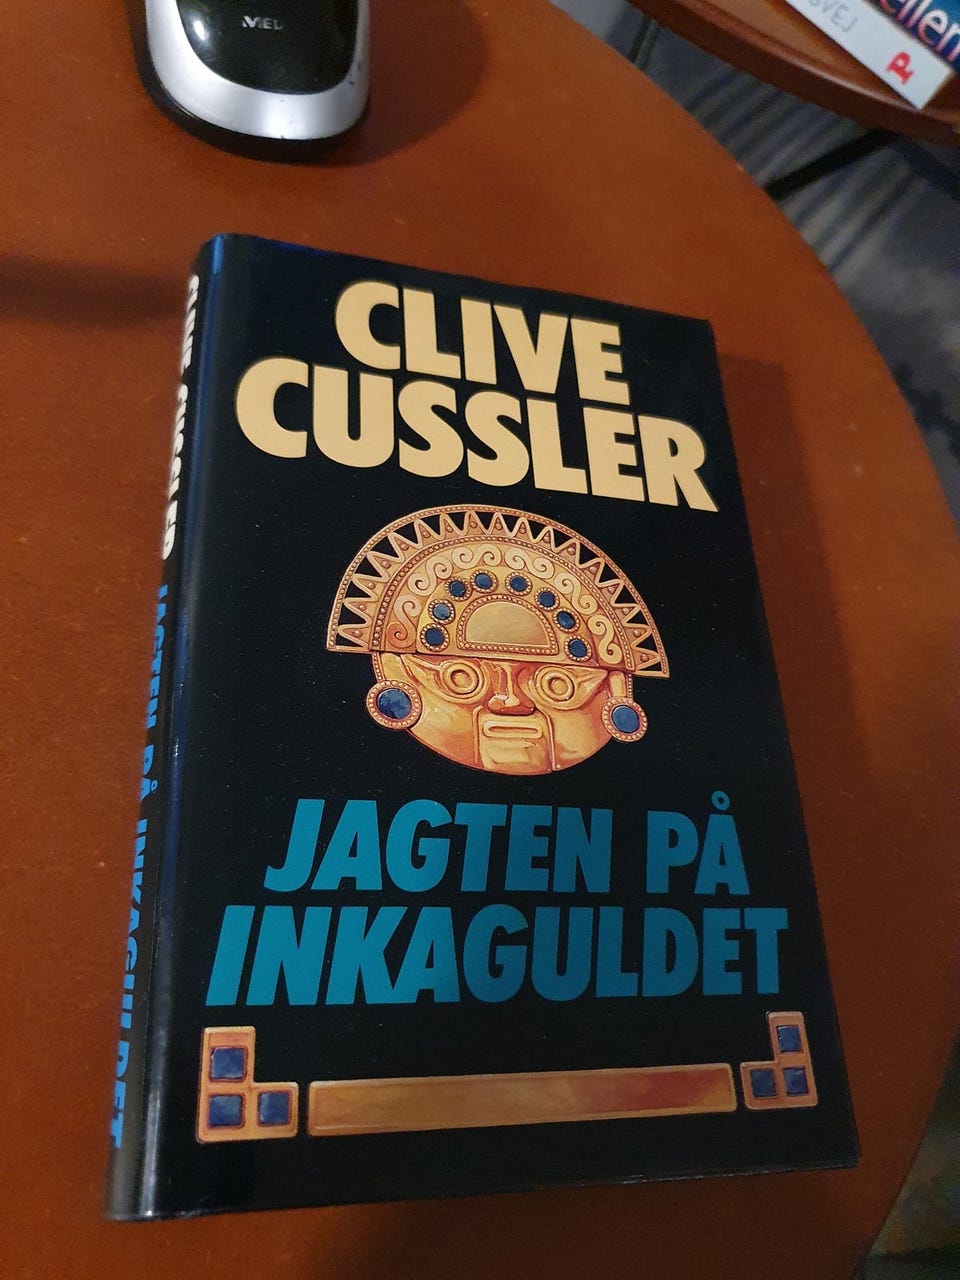 CLIVE
CUSSLER
JAGTEN PÅ
INKAGULDET
CLIVE CUSSLER JAGTEN PÅ INKAGULDET